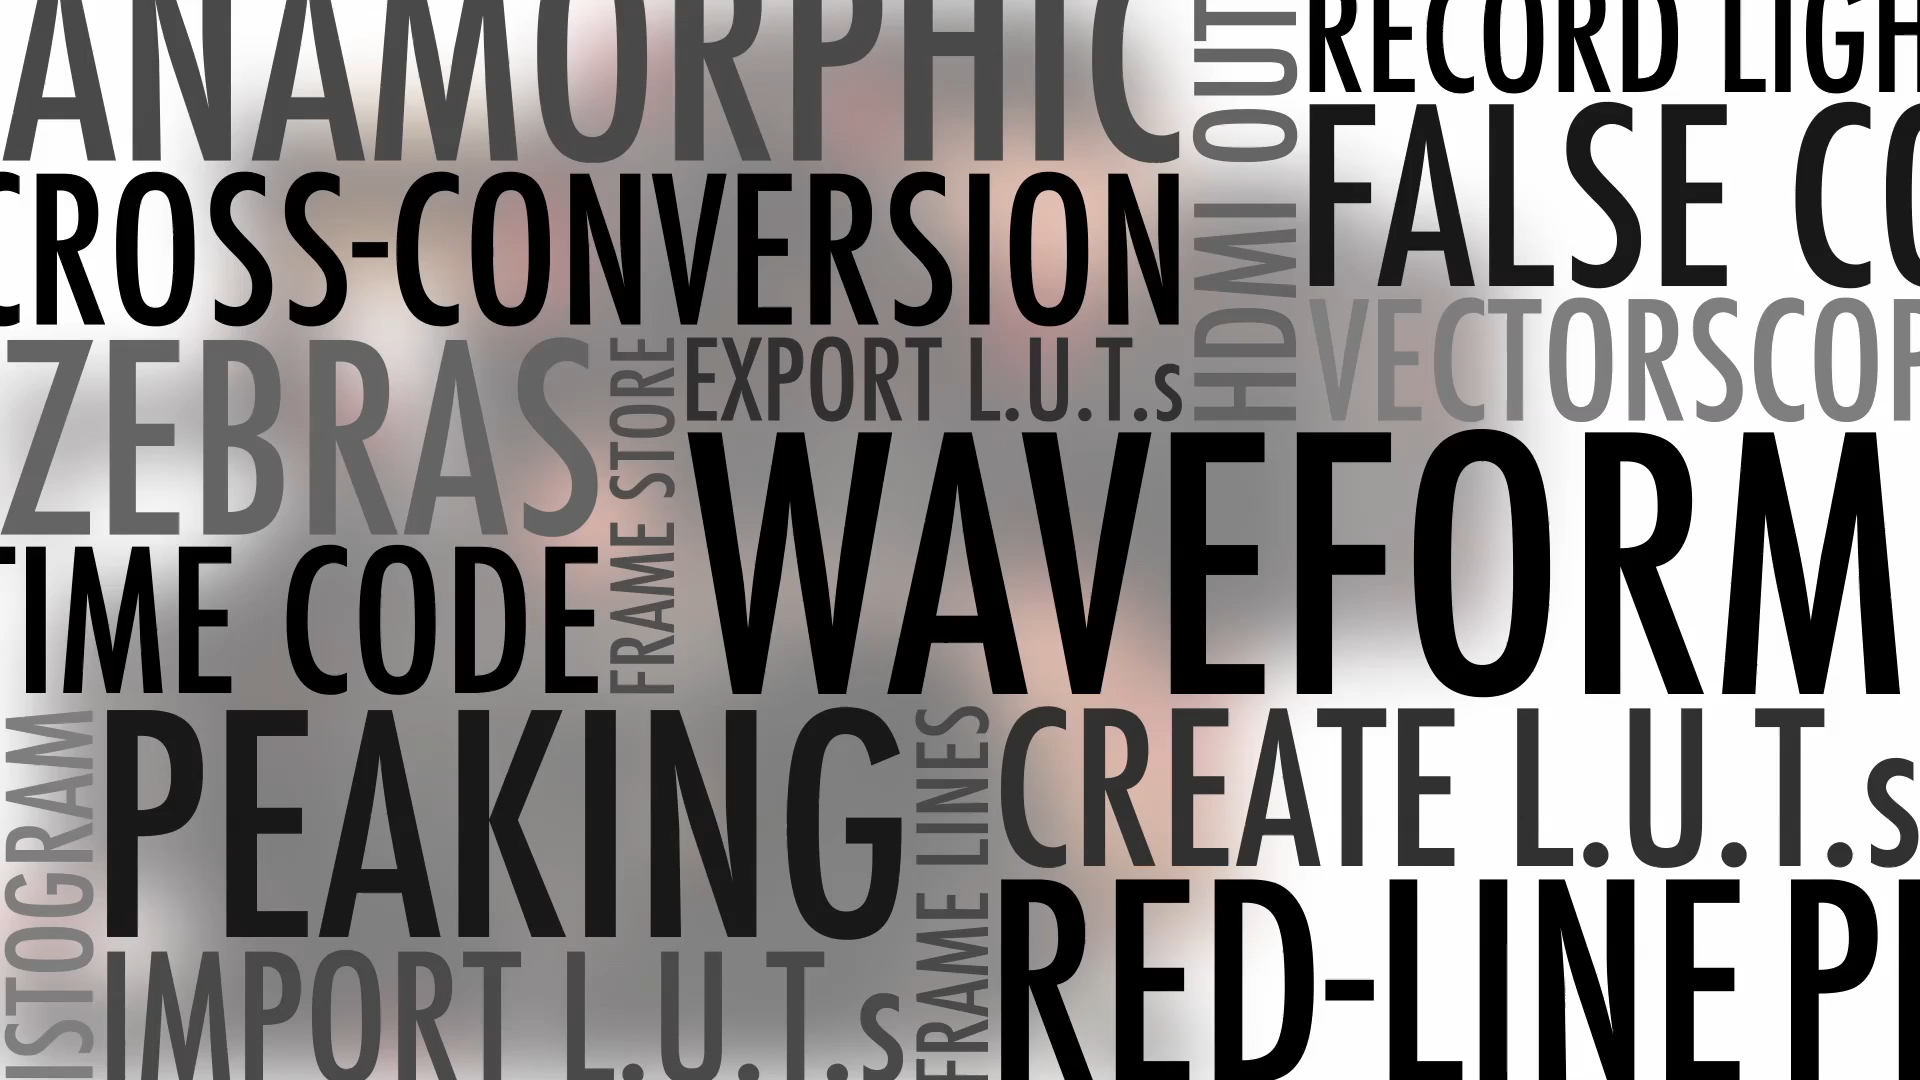 ANAMORPHIC
HDMI OUT
RECORD LIGH
CROSS-CONVERSION
FALSE CO
ZEBRAS
FRAME STORE
EXPORT L.U.T.s
VECTORSCOP
WAVEFORM
TIME CODE
ISTOGRAM
PEAKING
FRAME LINES
CREATE L.U.T.s
RED-LINE PE
IMPORT L.U.T.s